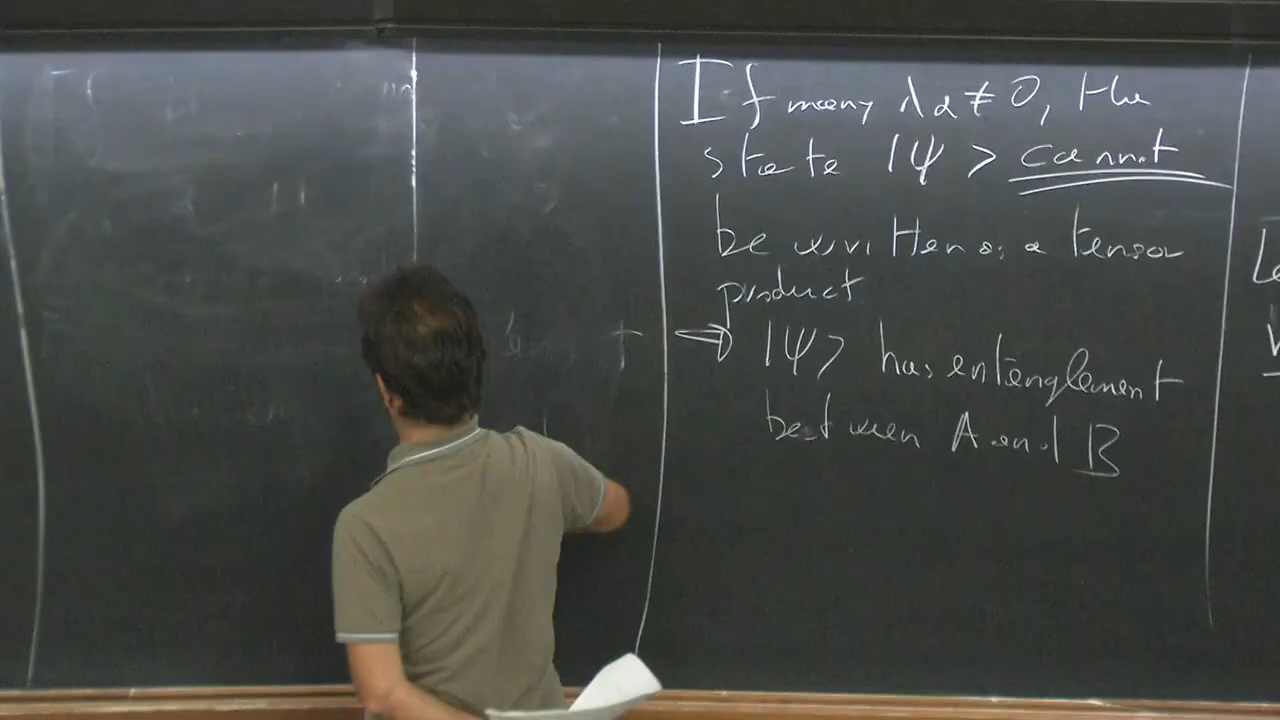 If many λα ≠ 0, the
state |ψ> cannot
be written as a tensor
product
⇒ |ψ> has entanglement
between A and B